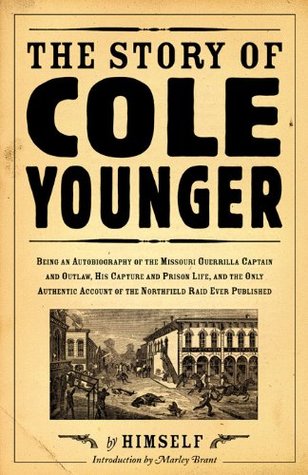 THE STORY OF
COLE
YOUNGER
BEING AN AUTOBIOGRAPHY OF THE MISSOURI GUERRILLA CAPTAIN
AND OUTLAW, HIS CAPTURE AND PRISON LIFE, AND THE ONLY
AUTHENTIC ACCOUNT OF THE NORTHFIELD RAID EVER PUBLISHED
by HIMSELF
Introduction by Marley Brant